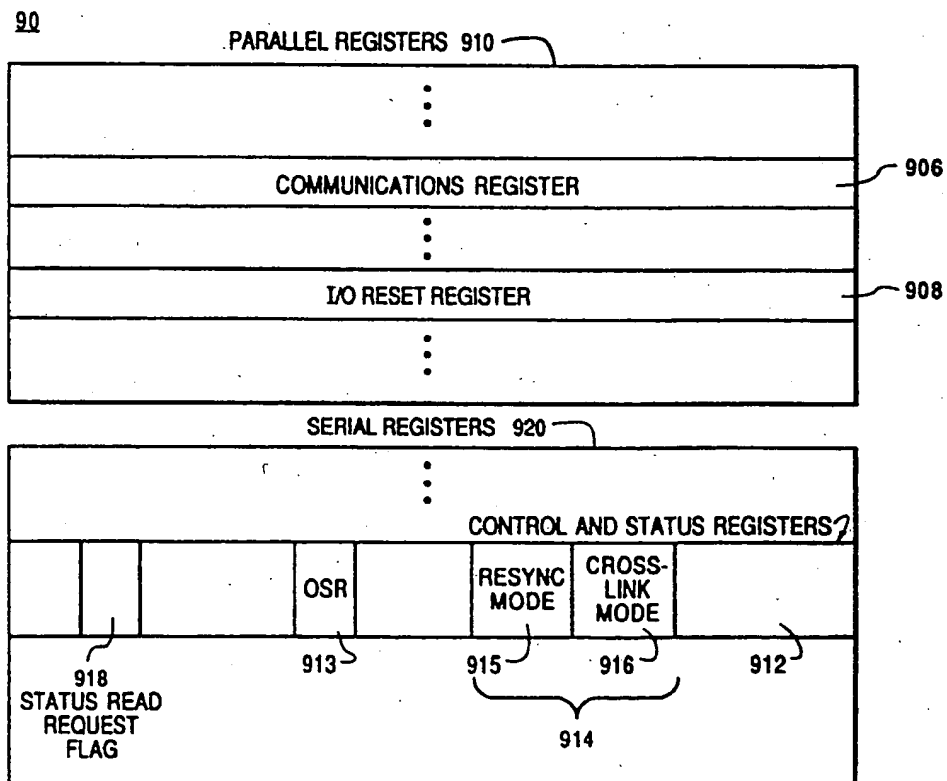 90
PARALLEL REGISTERS 910
COMMUNICATIONS REGISTER
906
I/O RESET REGISTER
908
SERIAL REGISTERS 920
CONTROL AND STATUS REGISTERS
OSR
RESYNC
MODE
CROSS-
LINK
MODE
918
STATUS READ
REQUEST
FLAG
913
915
916
912
914